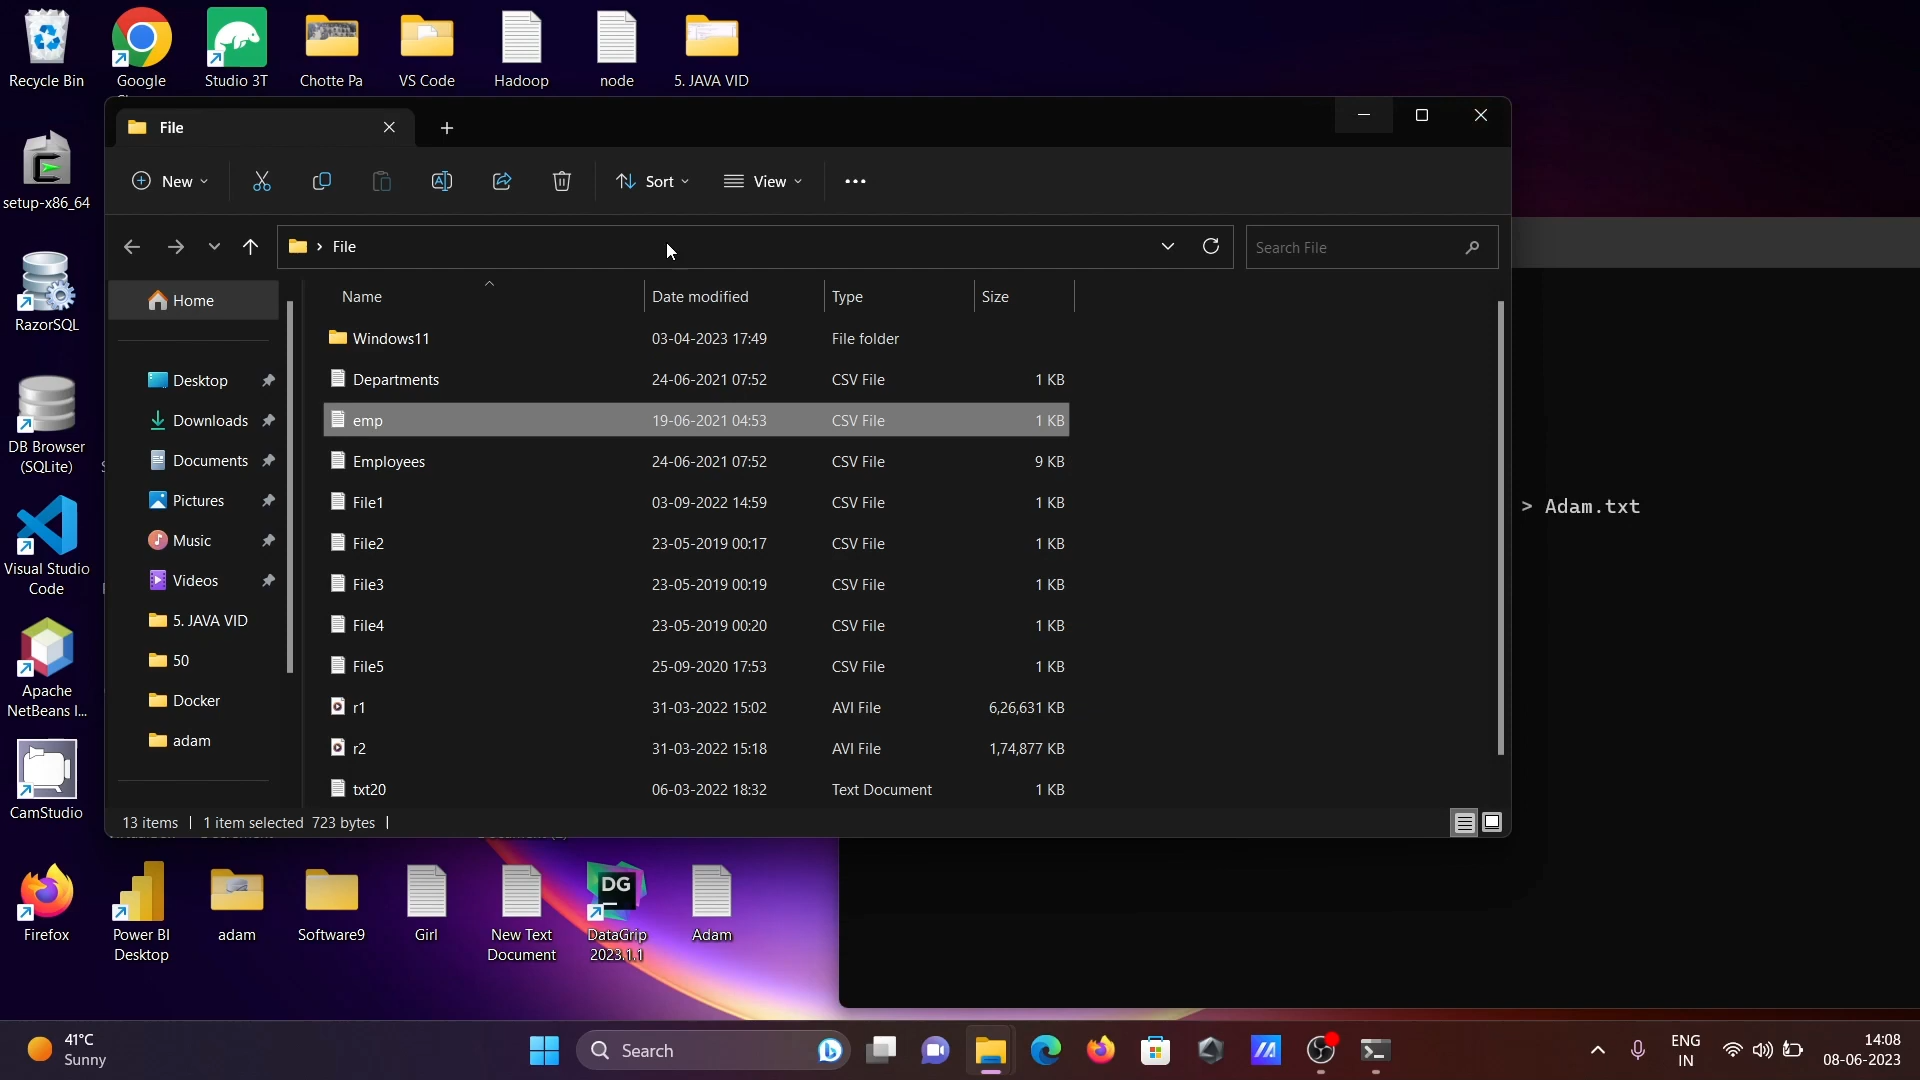 Recycle Bin
Google
Studio 3T
Chotte Pa
VS Code
Hadoop
node
5. JAVA VID
File
New
Sort
View
File
Search File
Name
Date modified
Type
Size
Home
Windows11 03-04-2023 17:49 File folder
Desktop
Departments 24-06-2021 07:52 CSV File 1 KB
Downloads
emp 19-06-2021 04:53 CSV File 1 KB
Documents
Employees 24-06-2021 07:52 CSV File 9 KB
Pictures
File1 03-09-2022 14:59 CSV File 1 KB
Music
File2 23-05-2019 00:17 CSV File 1 KB
Videos
File3 23-05-2019 00:19 CSV File 1 KB
5. JAVA VID
File4 23-05-2019 00:20 CSV File 1 KB
50
File5 25-09-2020 17:53 CSV File 1 KB
Docker
r1 31-03-2022 15:02 AVI File 6,26,631 KB
adam
r2 31-03-2022 15:18 AVI File 1,74,877 KB
txt20 06-03-2022 18:32 Text Document 1 KB
13 items
1 item selected 723 bytes
> Adam.txt
setup-x86_64
RazorSQL
DB Browser
(SQLite)
Visual Studio
Code
Apache
NetBeans I...
CamStudio
Firefox
Power BI
Desktop
adam
Software9
Girl
New Text
Document
DG
DataGrip
2023.1.1
Adam
41°C
Sunny
Search
ENG
IN
14:08
08-06-2023